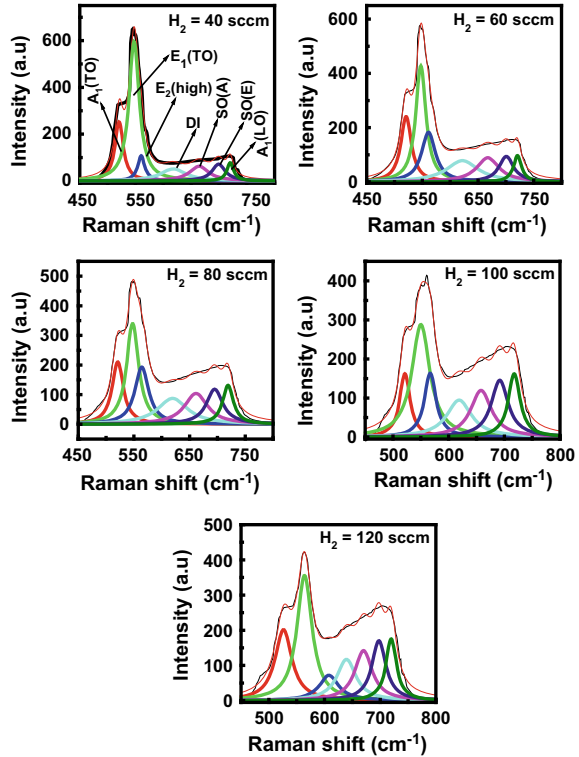 H2 = 40 sccm
Intensity (a.u)
600
400
200
0
A1(TO)
E1(TO)
E2(high)
DI
SO(A)
SO(E)
A1(LO)
450 550 650 750
Raman shift (cm-1)
H2 = 60 sccm
Intensity (a.u)
600
400
200
0
450 550 650 750
Raman shift (cm-1)
H2 = 80 sccm
Intensity (a.u)
500
400
300
200
100
0
450 550 650 750
Raman shift (cm-1)
H2 = 100 sccm
Intensity (a.u)
400
300
200
100
0
500 600 700 800
Raman shift (cm-1)
H2 = 120 sccm
Intensity (a.u)
500
400
300
200
100
0
500 600 700 800
Raman shift (cm-1)